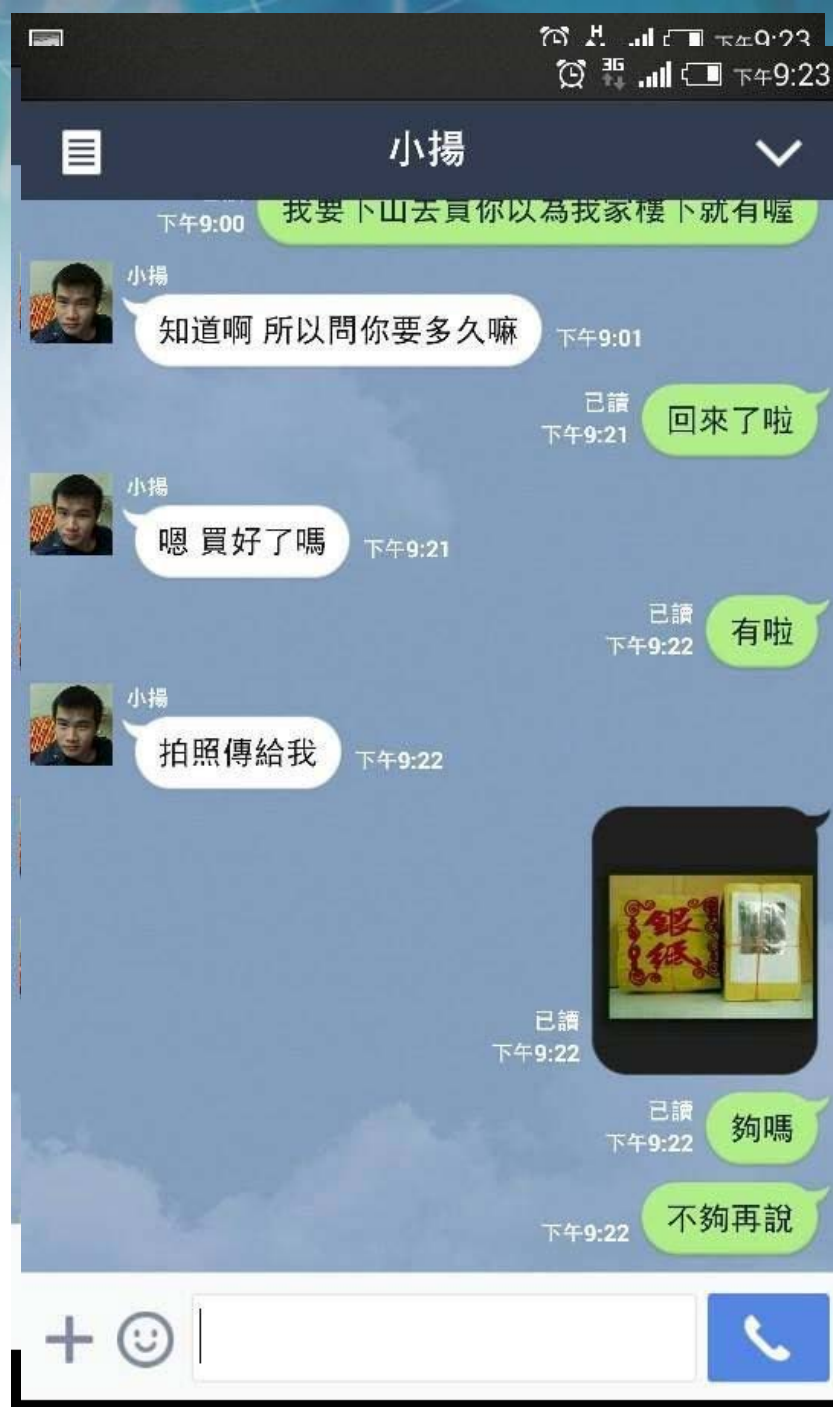 下午9:23
3G 下午9:23
小揚
我要下山去買你以為我家樓下就有喔
下午9:00
小揚
知道啊 所以問你要多久嘛
下午9:01
已讀
下午9:21
回來了啦
小揚
嗯 買好了嗎
下午9:21
已讀
下午9:22
有啦
小揚
拍照傳給我
下午9:22
銀
紙
已讀
下午9:22
已讀
下午9:22
夠嗎
下午9:22
不夠再說